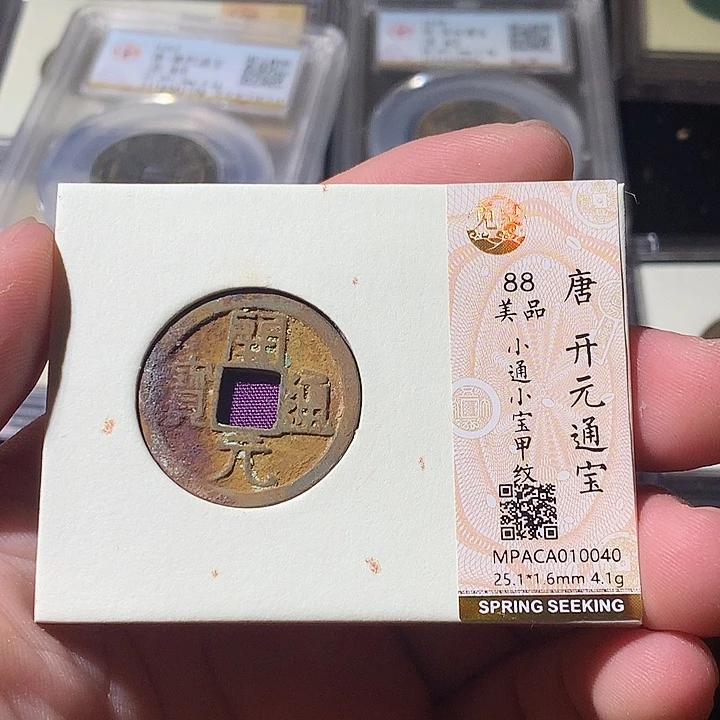 開
元
通
寳
唐 开元通宝
88
美品
小通小宝甲纹
MPACA010040
25.1*1.6mm 4.1g
SPRING SEEKING